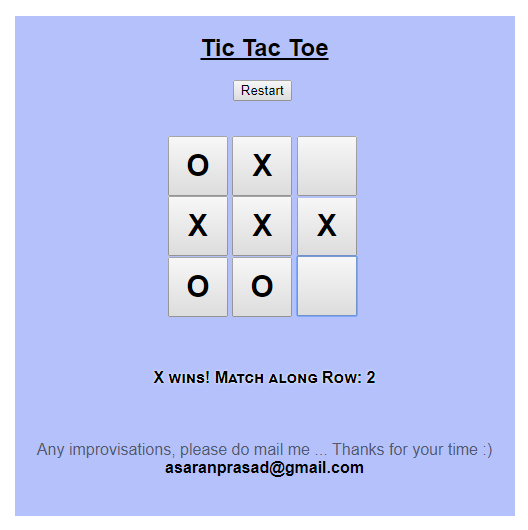 Tic Tac Toe
Restart
O X
X X X
O O
X wins! Match along Row: 2
Any improvisations, please do mail me ... Thanks for your time :)
asaranprasad@gmail.com